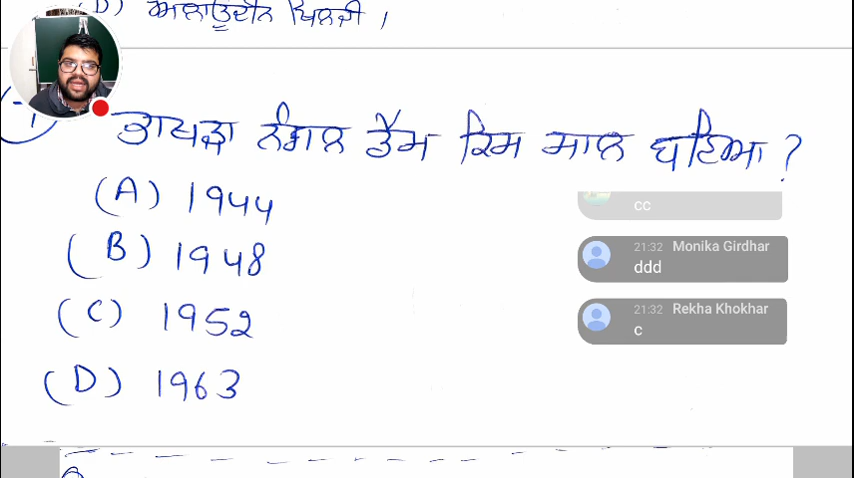 (D) ਅਲਾਉਦੀਨ ਖਿਲਜੀ ।
ਭਾਖੜਾ ਨੰਗਲ ਡੈਮ ਕਿਸ ਸਾਲ ਬਣਿਆ ?
(A) 1944
(B) 1948
(C) 1952
(D) 1963
cc
21:32 Monika Girdhar
ddd
21:32 Rekha Khokhar
c